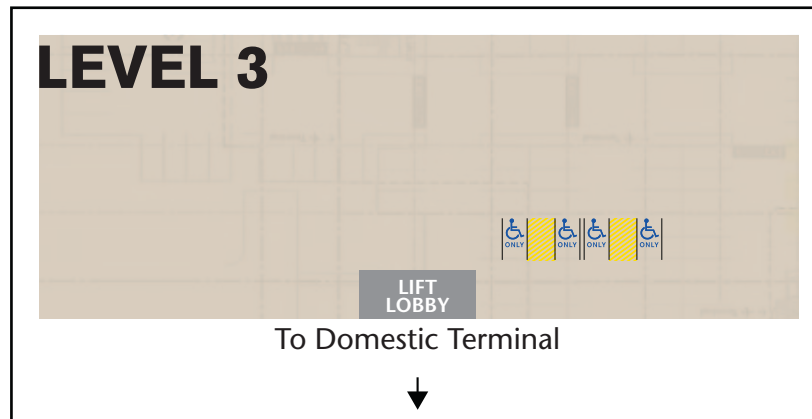 LEVEL 3
ONLY ONLY ONLY ONLY
LIFT
LOBBY
To Domestic Terminal